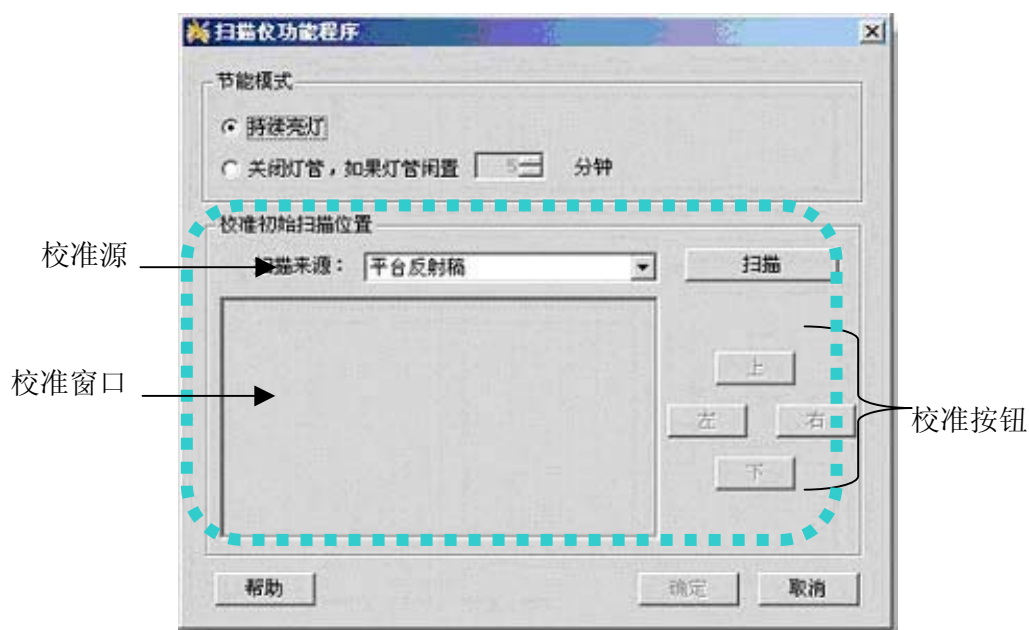 扫描仪功能程序
节能模式
持续亮灯
关闭灯管，如果灯管闲置 5 分钟
校准初始扫描位置
校准源
扫描来源： 平台反射稿 扫描
校准窗口
上
左 右
校准按钮
下
帮助 确定 取消